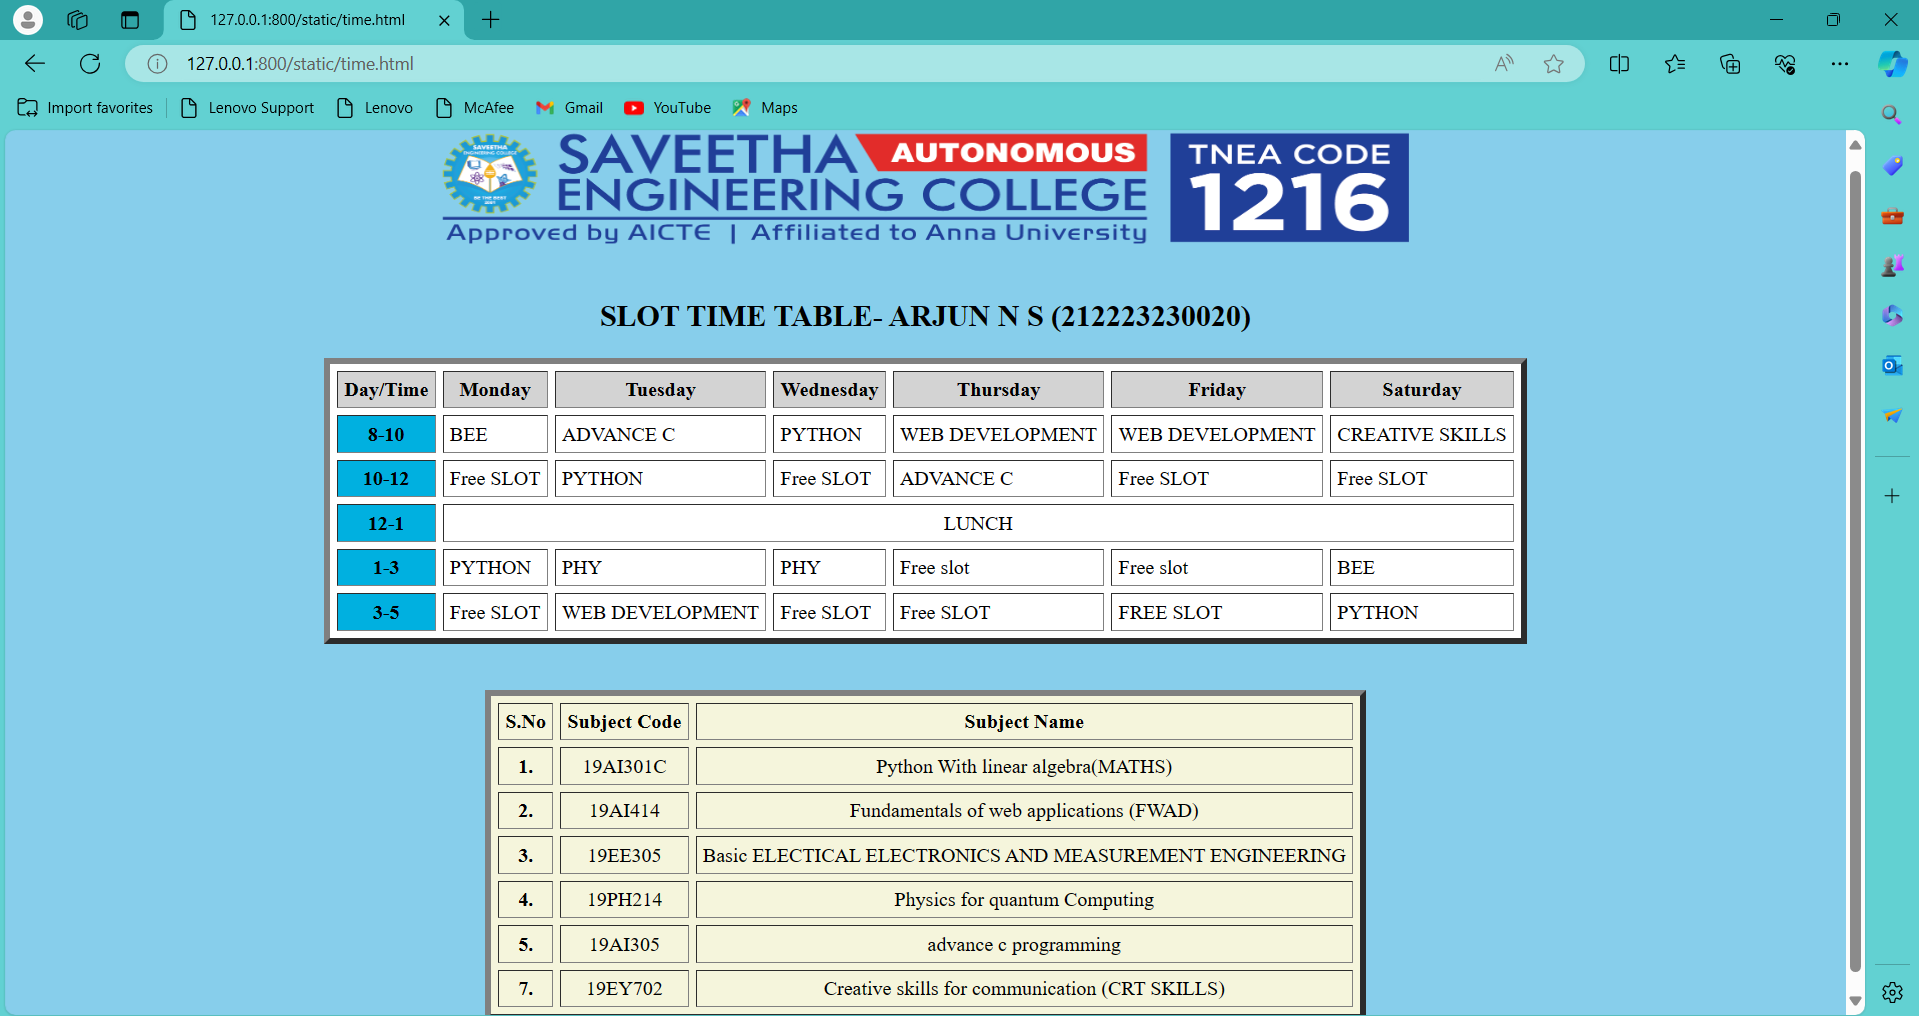 127.0.0.1:800/static/time.html
127.0.0.1:800/static/time.html
Import favorites Lenovo Support Lenovo McAfee Gmail YouTube Maps
SAVEETHA AUTONOMOUS
ENGINEERING COLLEGE
Approved by AICTE | Affiliated to Anna University
TNEA CODE
1216
SAVEETHA
ENGINEERING COLLEGE
BE THE BEST
SLOT TIME TABLE- ARJUN N S (212223230020)
Day/Time Monday Tuesday Wednesday Thursday Friday Saturday
8-10 BEE ADVANCE C PYTHON WEB DEVELOPMENT WEB DEVELOPMENT CREATIVE SKILLS
10-12 Free SLOT PYTHON Free SLOT ADVANCE C Free SLOT Free SLOT
12-1 LUNCH
1-3 PYTHON PHY PHY Free slot Free slot BEE
3-5 Free SLOT WEB DEVELOPMENT Free SLOT Free SLOT FREE SLOT PYTHON
S.No Subject Code Subject Name
1. 19AI301C Python With linear algebra(MATHS)
2. 19AI414 Fundamentals of web applications (FWAD)
3. 19EE305 Basic ELECTICAL ELECTRONICS AND MEASUREMENT ENGINEERING
4. 19PH214 Physics for quantum Computing
5. 19AI305 advance c programming
7. 19EY702 Creative skills for communication (CRT SKILLS)